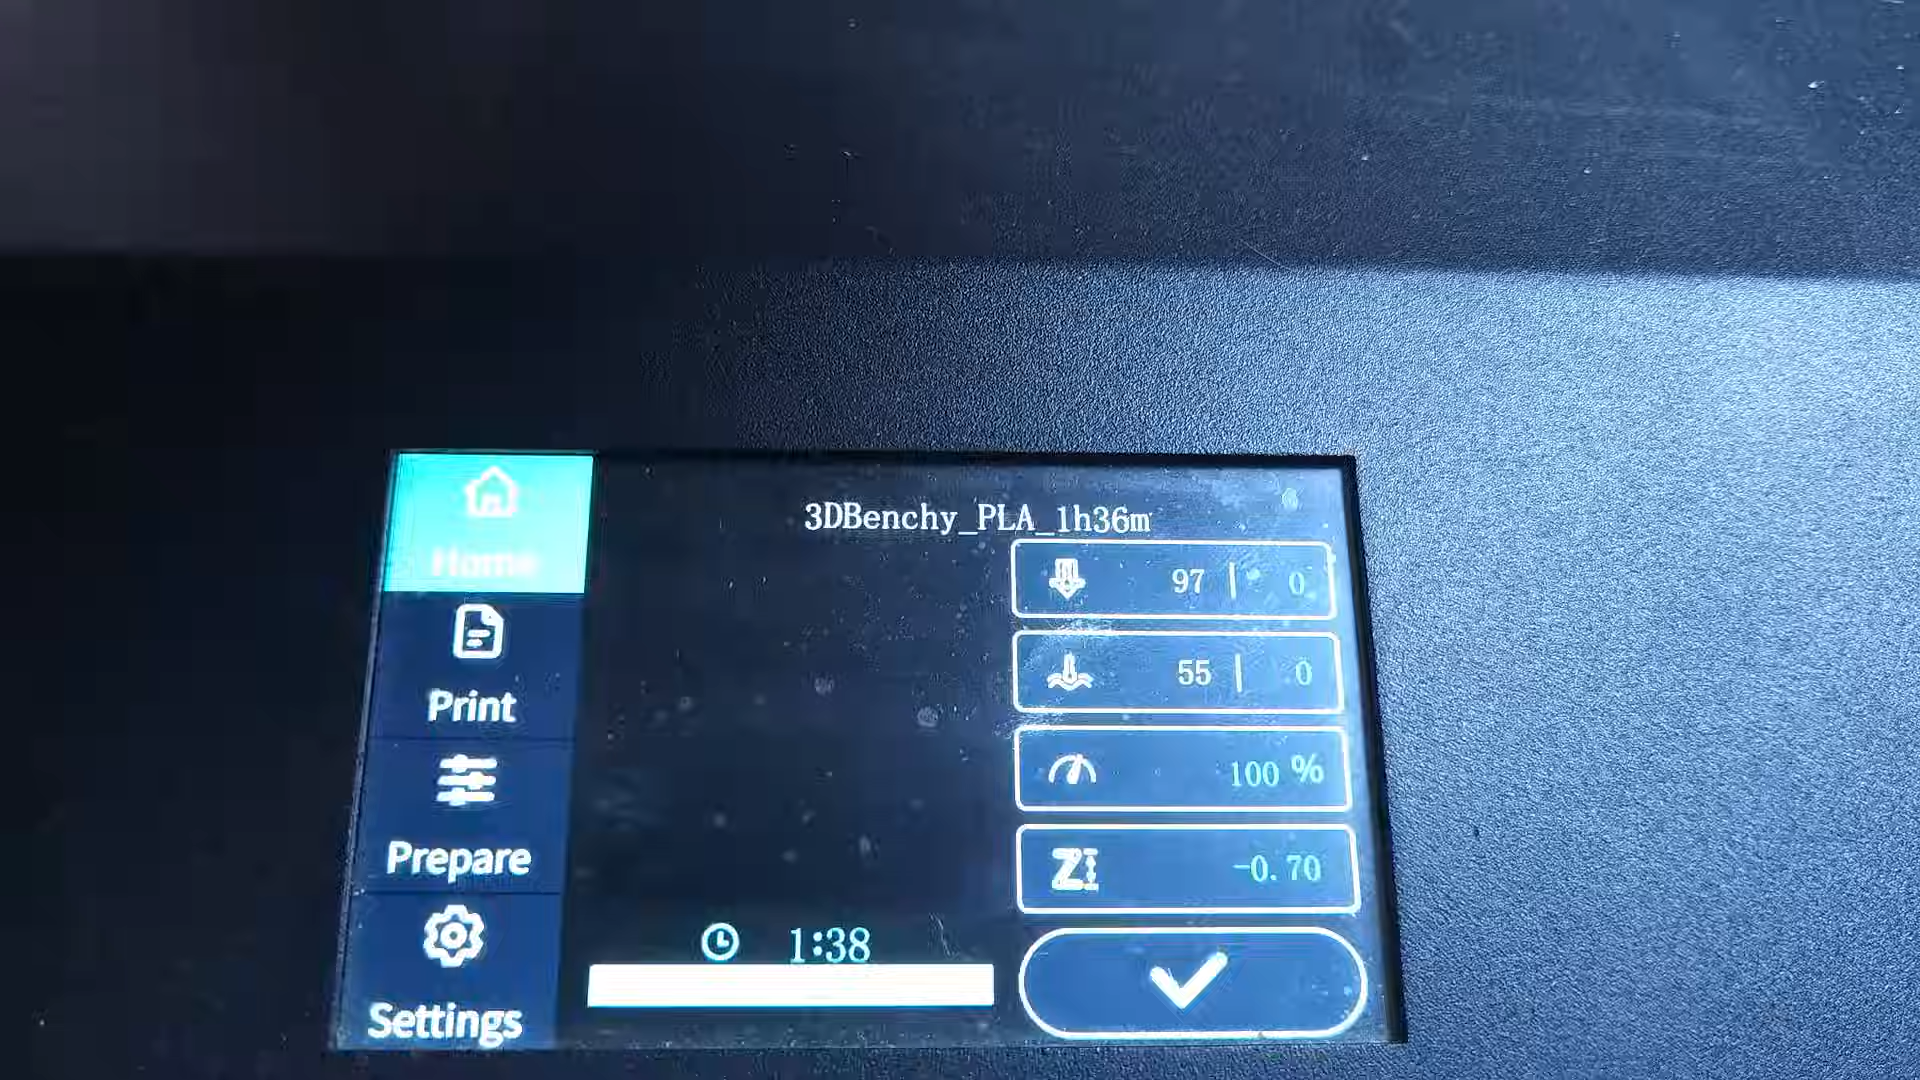 Home
Print
Prepare
Settings
3DBenchy_PLA_1h36m
97 | 0
55 | 0
100 %
Z -0.70
1:38